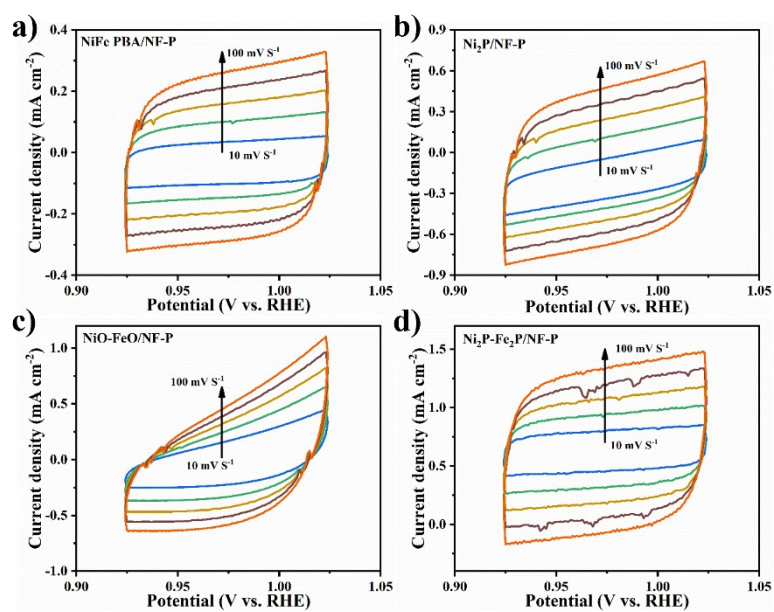 a)
NiFe PBA/NF-P
100 mV S-1
10 mV S-1
Current density (mA cm-2)
0.4
0.2
0.0
-0.2
-0.4
0.90
0.95
1.00
1.05
Potential (V vs. RHE)
b)
Ni2P/NF-P
100 mV S-1
10 mV S-1
Current density (mA cm-2)
0.9
0.6
0.3
0.0
-0.3
-0.6
-0.9
0.90
0.95
1.00
1.05
Potential (V vs. RHE)
c)
NiO-FeO/NF-P
100 mV S-1
10 mV S-1
Current density (mA cm-2)
1.0
0.5
0.0
-0.5
-1.0
0.90
0.95
1.00
1.05
Potential (V vs. RHE)
d)
Ni2P-Fe2P/NF-P
100 mV S-1
10 mV S-1
Current density (mA cm-2)
1.5
1.0
0.5
0.0
0.90
0.95
1.00
1.05
Potential (V vs. RHE)